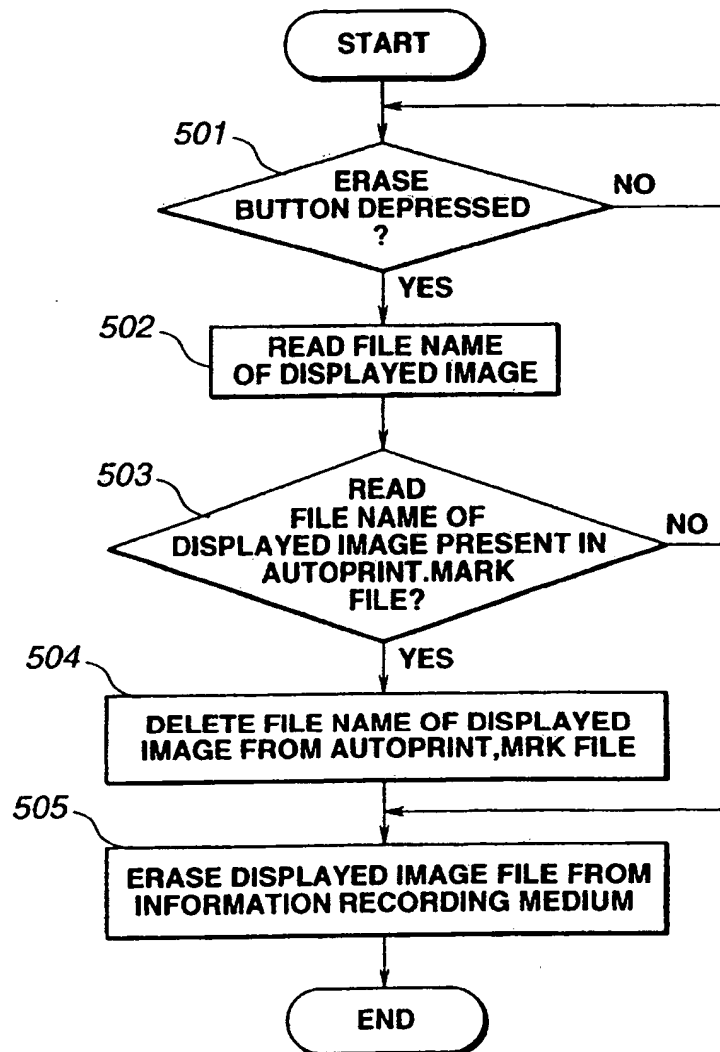 START
501
ERASE
BUTTON DEPRESSED
?
NO
YES
502
READ FILE NAME
OF DISPLAYED IMAGE
503
READ
FILE NAME OF
DISPLAYED IMAGE PRESENT IN
AUTOPRINT.MARK
FILE?
NO
YES
504
DELETE FILE NAME OF DISPLAYED
IMAGE FROM AUTOPRINT,MRK FILE
505
ERASE DISPLAYED IMAGE FILE FROM
INFORMATION RECORDING MEDIUM
END